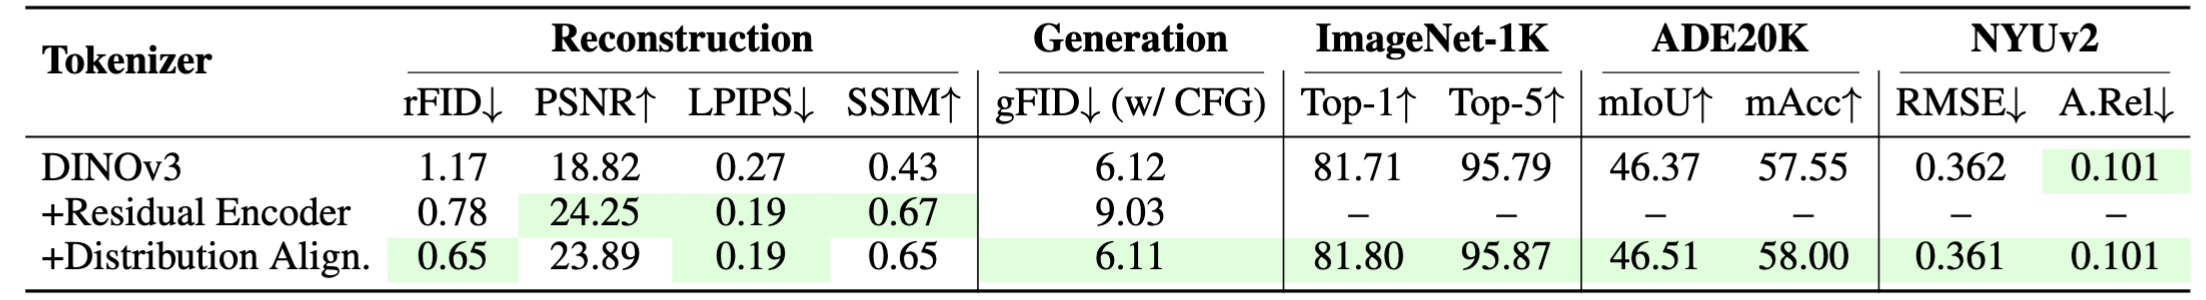 Tokenizer Reconstruction Generation ImageNet-1K ADE20K NYUv2
rFID↓ PSNR↑ LPIPS↓ SSIM↑ gFID↓ (w/ CFG) Top-1↑ Top-5↑ mIoU↑ mAcc↑ RMSE↓ A.Rel↓
DINOv3 1.17 18.82 0.27 0.43 6.12 81.71 95.79 46.37 57.55 0.362 0.101
+Residual Encoder 0.78 24.25 0.19 0.67 9.03 – – – – – –
+Distribution Align. 0.65 23.89 0.19 0.65 6.11 81.80 95.87 46.51 58.00 0.361 0.101